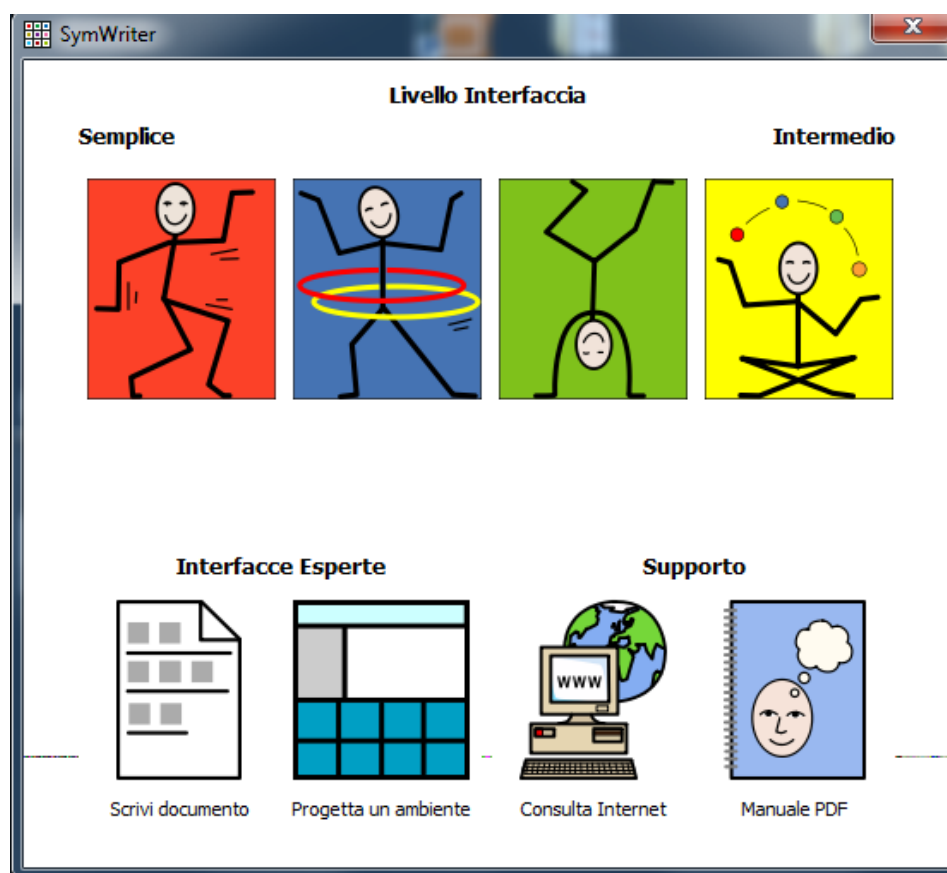 SymWriter
Livello Interfaccia
Semplice
Intermedio
Interfacce Esperte
Supporto
www
Scrivi documento
Progetta un ambiente
Consulta Internet
Manuale PDF